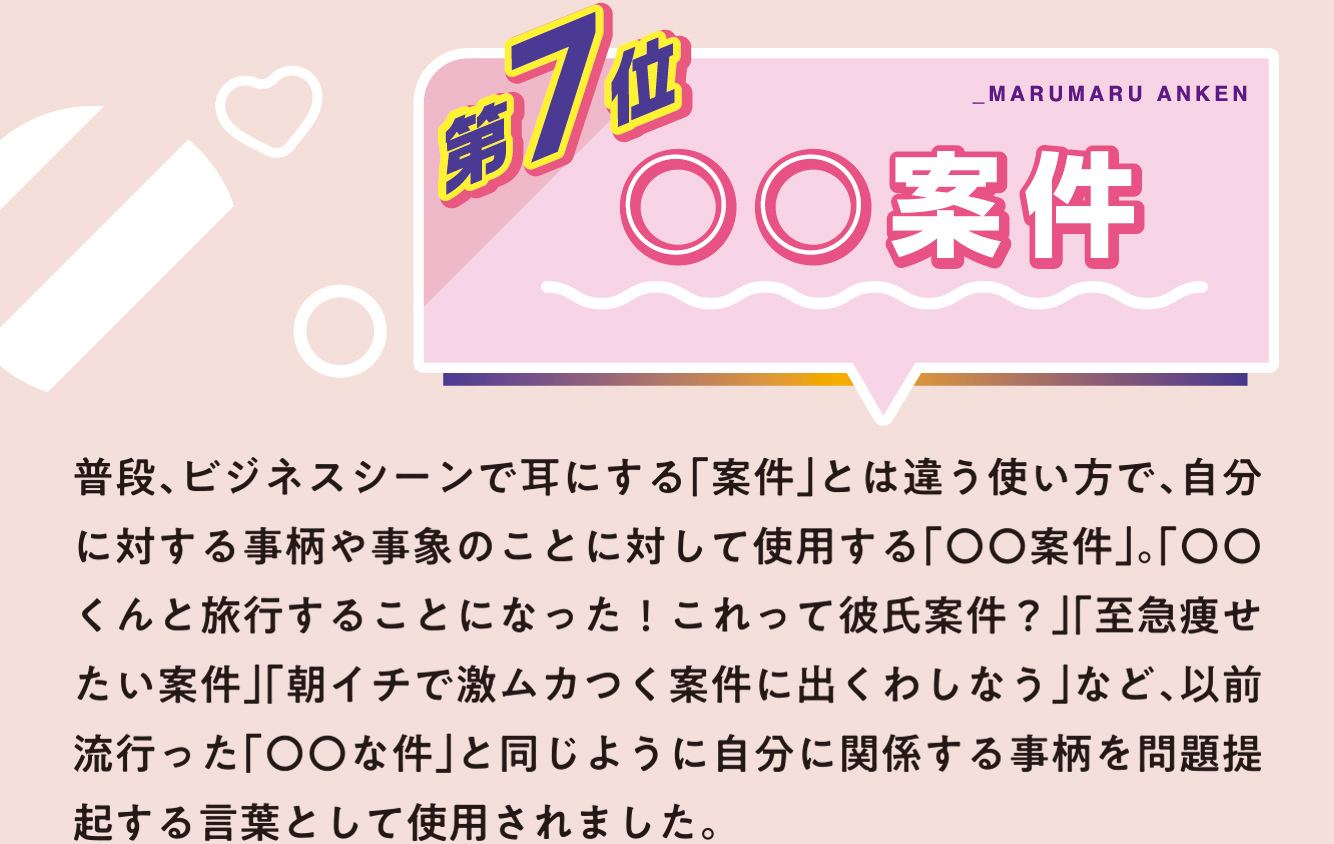 第7位
_MARUMARU ANKEN
〇〇案件
普段、ビジネスシーンで耳にする「案件」とは違う使い方で、自分
に対する事柄や事象のことに対して使用する「〇〇案件」。「〇〇
くんと旅行することになった！これって彼氏案件？」「至急痩せ
たい案件」「朝イチで激ムカつく案件に出くわしなう」など、以前
流行った「〇〇な件」と同じように自分に関係する事柄を問題提
起する言葉として使用されました。